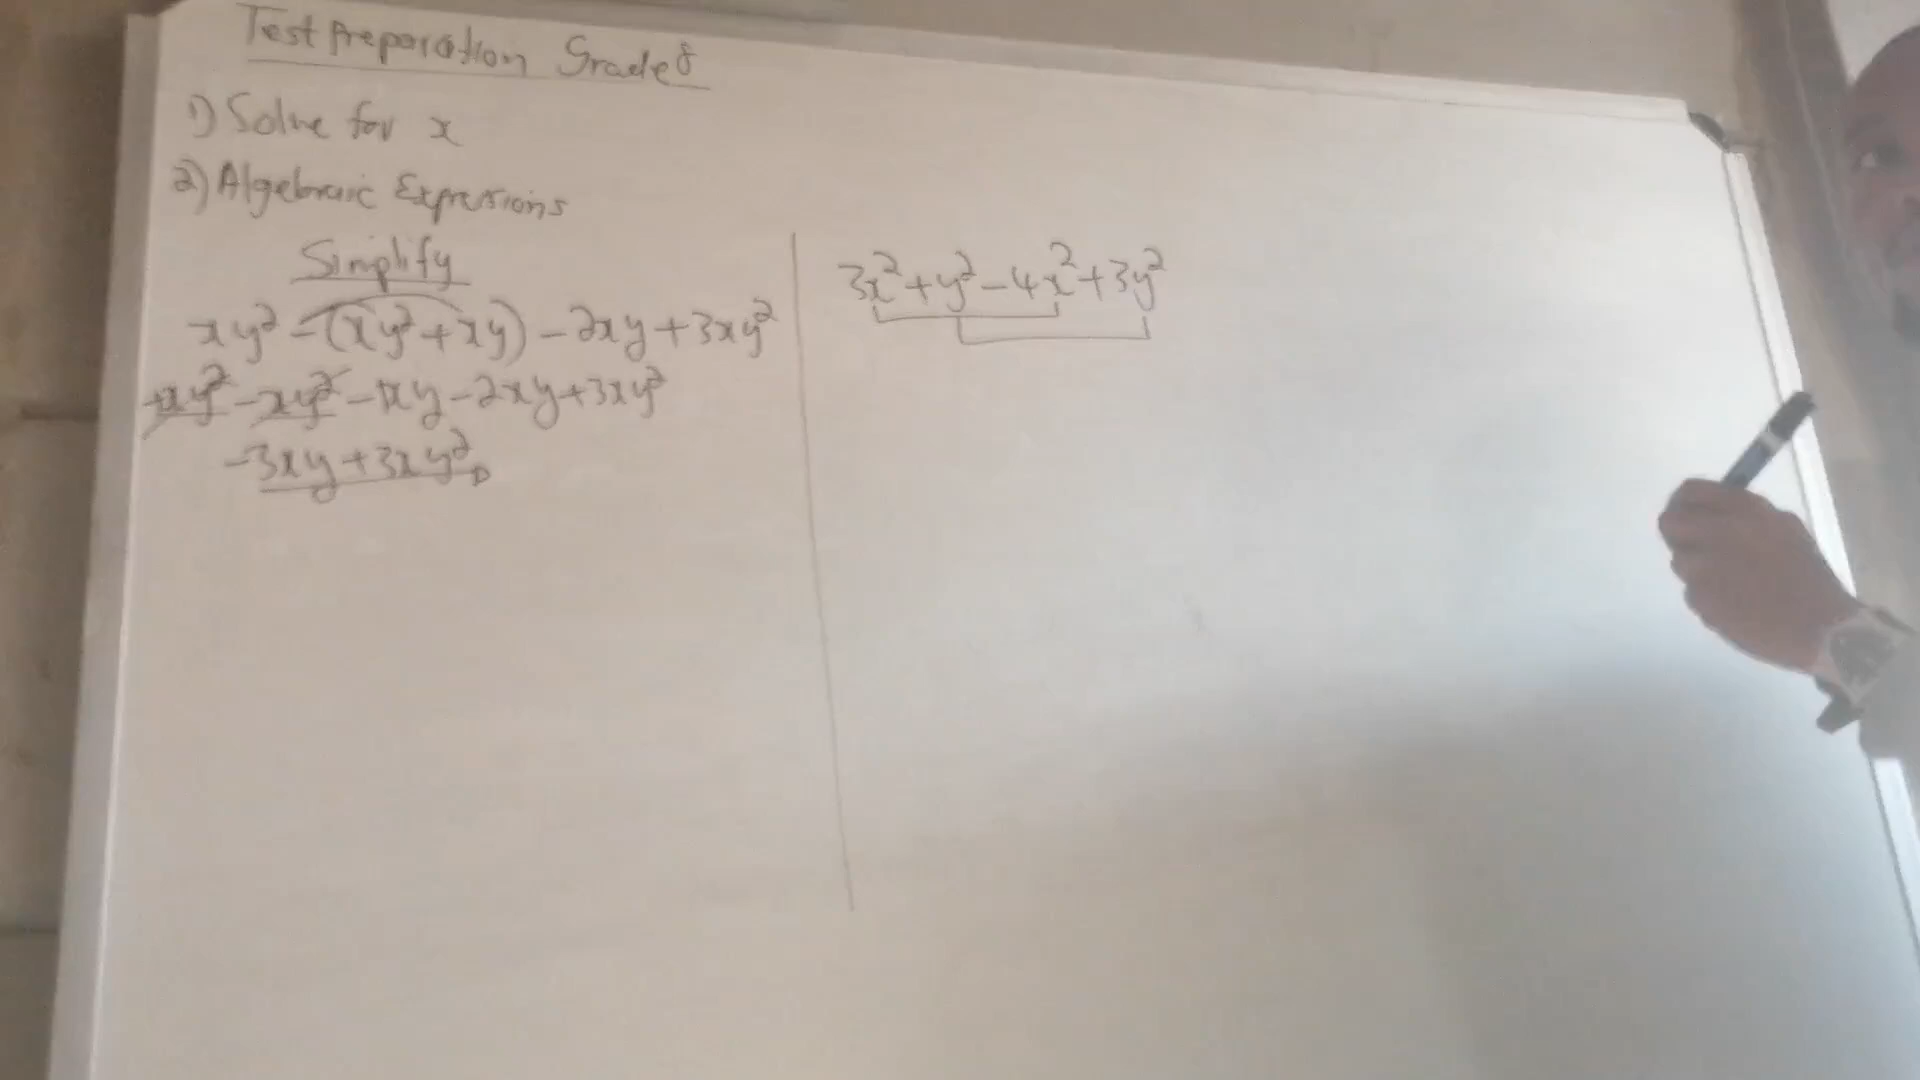 Test Preparation Grade 8
1) Solve for x
2) Algebraic Expressions
Simplify
xy² - (xy² + xy) - 2xy + 3xy²
+xy² - xy² - 1xy - 2xy + 3xy²
-3xy + 3xy²
3x² + y² - 4x² + 3y²